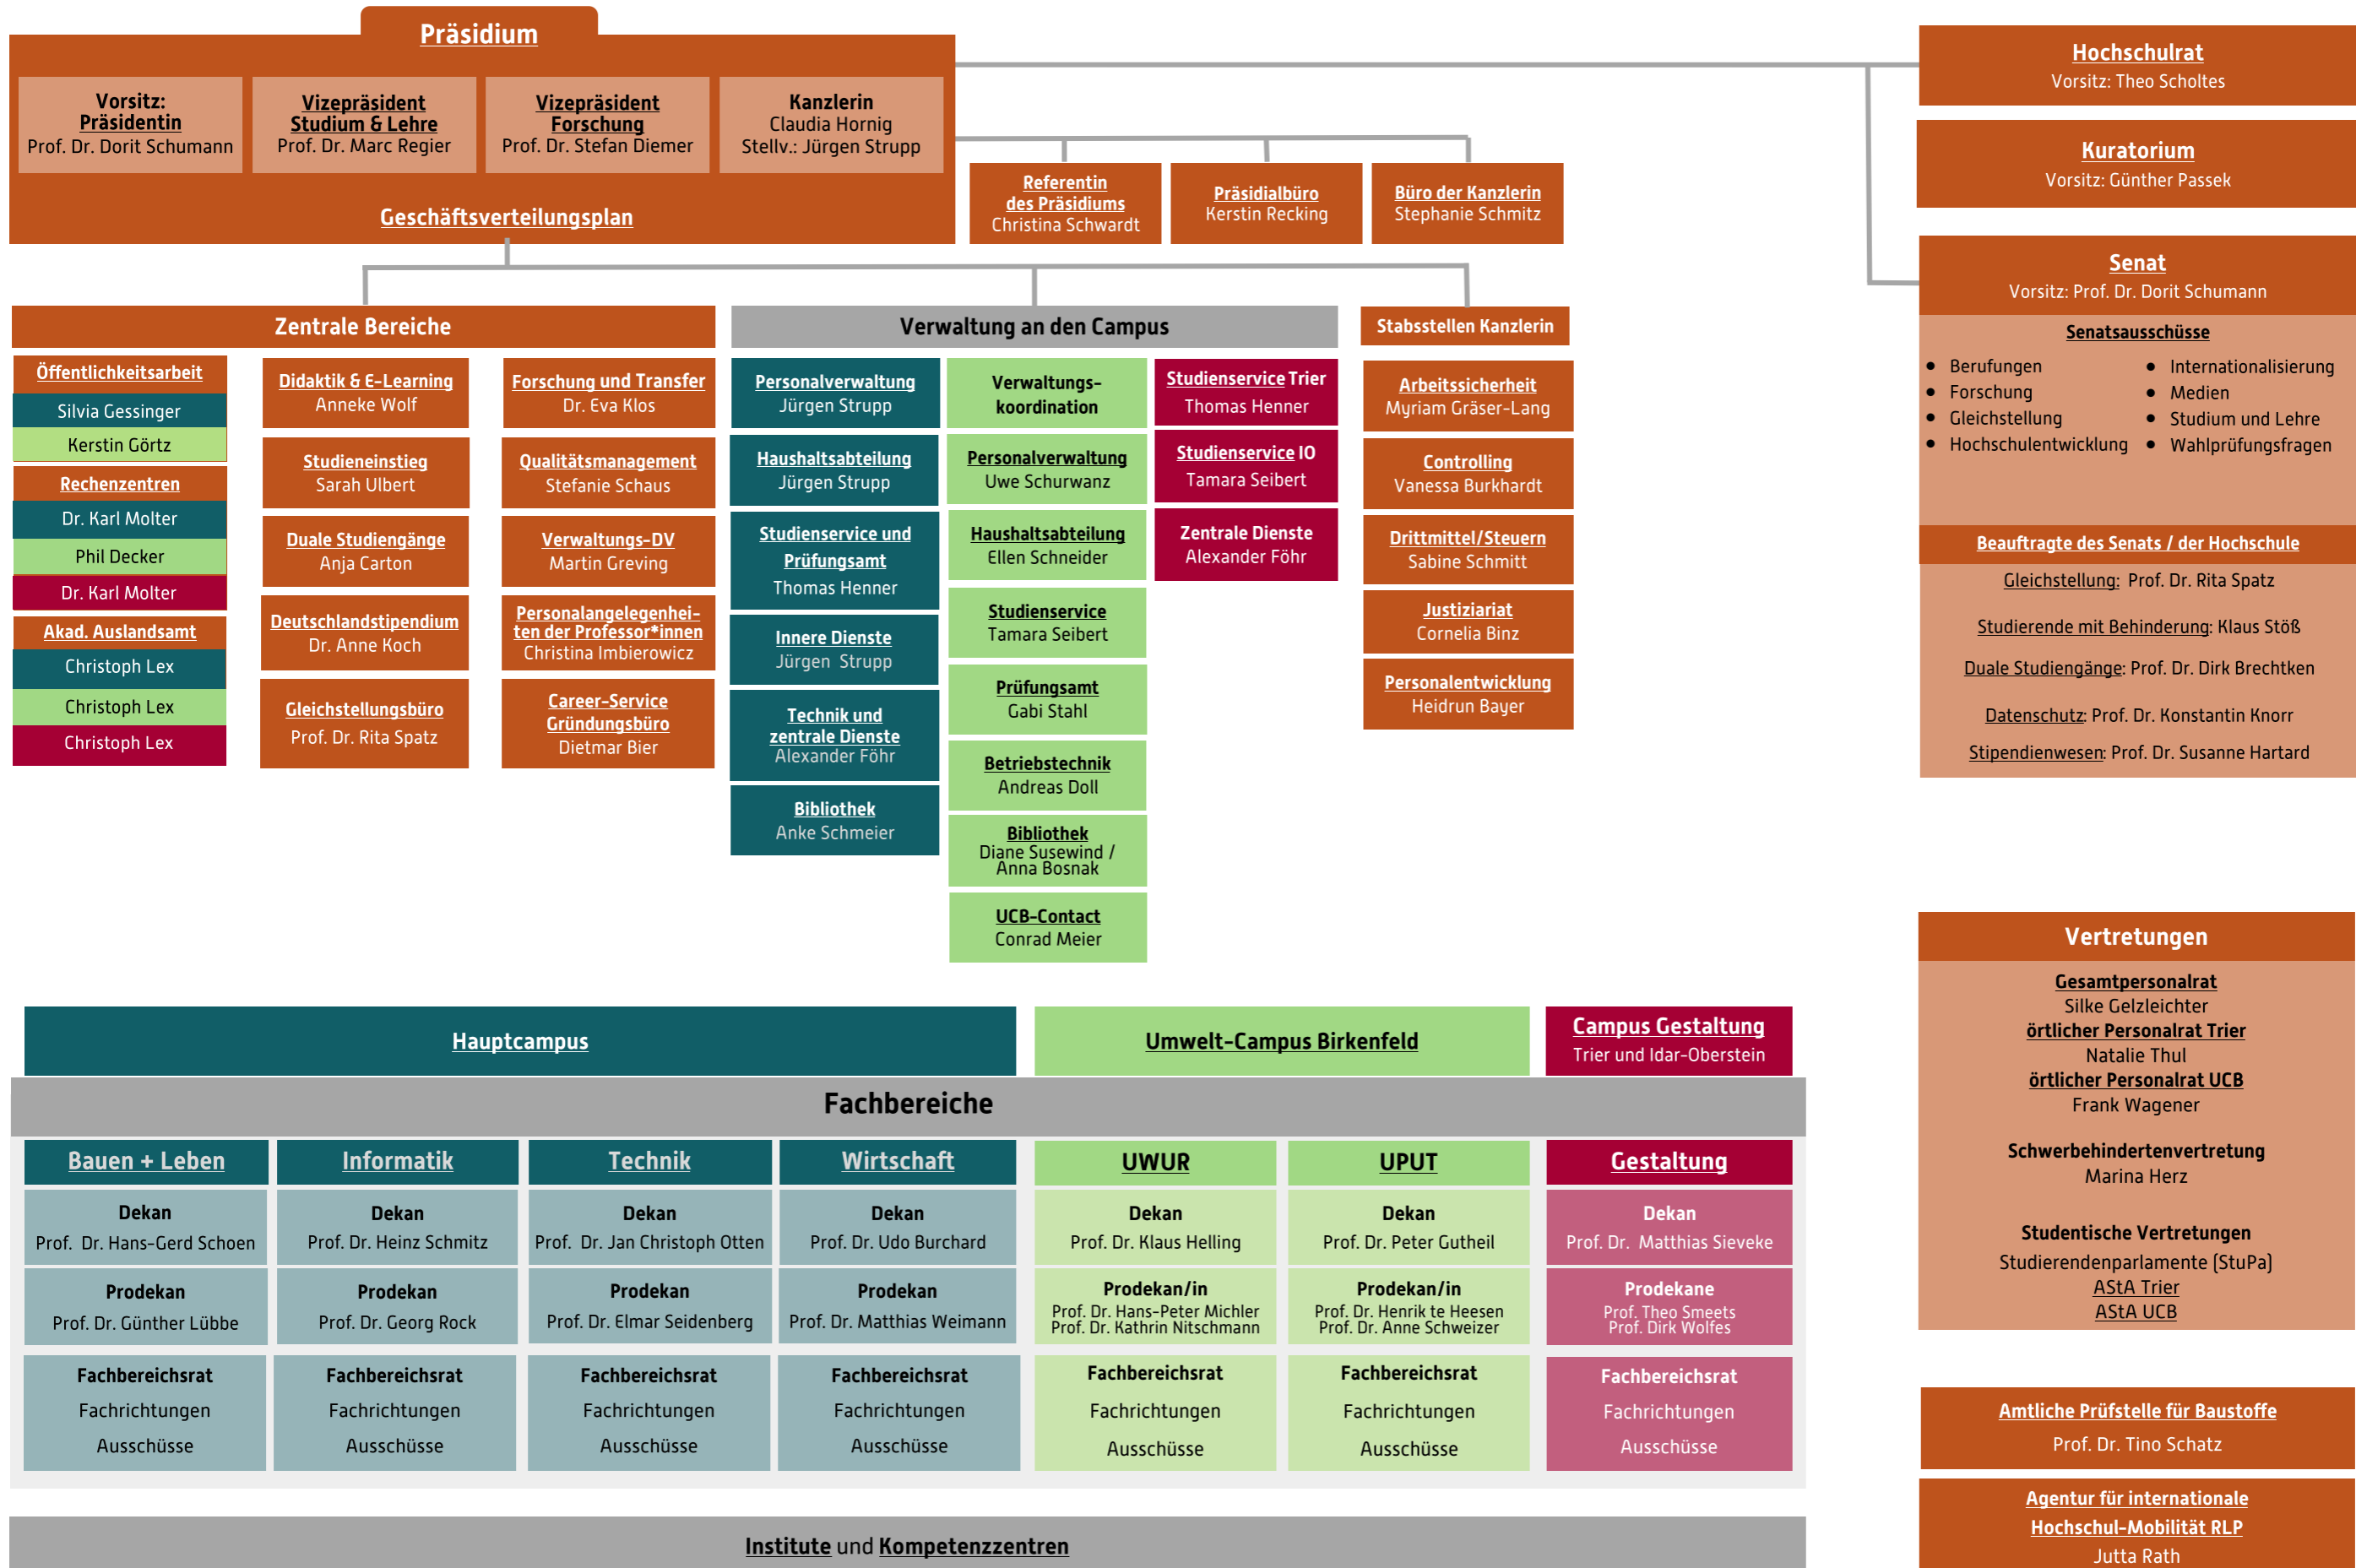 Präsidium
Vorsitz:
Präsidentin
Prof. Dr. Dorit Schumann
Vizepräsident
Studium & Lehre
Prof. Dr. Marc Regier
Vizepräsident
Forschung
Prof. Dr. Stefan Diemer
Kanzlerin
Claudia Hornig
Stellv.: Jürgen Strupp
Geschäftsverteilungsplan
Referentin
des Präsidiums
Christina Schwardt
Präsidialbüro
Kerstin Recking
Büro der Kanzlerin
Stephanie Schmitz
Hochschulrat
Vorsitz: Theo Scholtes
Kuratorium
Vorsitz: Günther Passek
Senat
Vorsitz: Prof. Dr. Dorit Schumann
Senatsausschüsse
• Berufungen
• Forschung
• Gleichstellung
• Hochschulentwicklung
• Internationalisierung
• Medien
• Studium und Lehre
• Wahlprüfungsfragen
Beauftragte des Senats / der Hochschule
Gleichstellung: Prof. Dr. Rita Spatz
Studierende mit Behinderung: Klaus Stöß
Duale Studiengänge: Prof. Dr. Dirk Brechtken
Datenschutz: Prof. Dr. Konstantin Knorr
Stipendienwesen: Prof. Dr. Susanne Hartard
Zentrale Bereiche
Öffentlichkeitsarbeit
Silvia Gessinger
Kerstin Görtz
Rechenzentren
Dr. Karl Molter
Phil Decker
Dr. Karl Molter
Akad. Auslandsamt
Christoph Lex
Christoph Lex
Christoph Lex
Didaktik & E-Learning
Anneke Wolf
Studieneinstieg
Sarah Ulbert
Duale Studiengänge
Anja Carton
Deutschlandstipendium
Dr. Anne Koch
Gleichstellungsbüro
Prof. Dr. Rita Spatz
Forschung und Transfer
Dr. Eva Klos
Qualitätsmanagement
Stefanie Schaus
Verwaltungs-DV
Martin Greving
Personalangelegenhei-
ten der Professor*innen
Christina Imbierowicz
Career-Service
Gründungsbüro
Dietmar Bier
Verwaltung an den Campus
Personalverwaltung
Jürgen Strupp
Haushaltsabteilung
Jürgen Strupp
Studienservice und
Prüfungsamt
Thomas Henner
Innere Dienste
Jürgen Strupp
Technik und
zentrale Dienste
Alexander Föhr
Bibliothek
Anke Schmeier
Verwaltungs-
koordination
Personalverwaltung
Uwe Schurwanz
Haushaltsabteilung
Ellen Schneider
Studienservice
Tamara Seibert
Prüfungsamt
Gabi Stahl
Betriebstechnik
Andreas Doll
Bibliothek
Diane Susewind /
Anna Bosnak
UCB-Contact
Conrad Meier
Studienservice Trier
Thomas Henner
Studienservice IO
Tamara Seibert
Zentrale Dienste
Alexander Föhr
Stabsstellen Kanzlerin
Arbeitssicherheit
Myriam Gräser-Lang
Controlling
Vanessa Burkhardt
Drittmittel/Steuern
Sabine Schmitt
Justiziariat
Cornelia Binz
Personalentwicklung
Heidrun Bayer
Vertretungen
Gesamtpersonalrat
Silke Gelzleichter
örtlicher Personalrat Trier
Natalie Thul
örtlicher Personalrat UCB
Frank Wagener
Schwerbehindertenvertretung
Marina Herz
Studentische Vertretungen
Studierendenparlamente (StuPa)
AStA Trier
AStA UCB
Hauptcampus
Umwelt-Campus Birkenfeld
Campus Gestaltung
Trier und Idar-Oberstein
Fachbereiche
Bauen + Leben
Dekan
Prof. Dr. Hans-Gerd Schoen
Prodekan
Prof. Dr. Günther Lübbe
Fachbereichsrat
Fachrichtungen
Ausschüsse
Informatik
Dekan
Prof. Dr. Heinz Schmitz
Prodekan
Prof. Dr. Georg Rock
Fachbereichsrat
Fachrichtungen
Ausschüsse
Technik
Dekan
Prof. Dr. Jan Christoph Otten
Prodekan
Prof. Dr. Elmar Seidenberg
Fachbereichsrat
Fachrichtungen
Ausschüsse
Wirtschaft
Dekan
Prof. Dr. Udo Burchard
Prodekan
Prof. Dr. Matthias Weimann
Fachbereichsrat
Fachrichtungen
Ausschüsse
UWUR
Dekan
Prof. Dr. Klaus Helling
Prodekan/in
Prof. Dr. Hans-Peter Michler
Prof. Dr. Kathrin Nitschmann
Fachbereichsrat
Fachrichtungen
Ausschüsse
UPUT
Dekan
Prof. Dr. Peter Gutheil
Prodekan/in
Prof. Dr. Henrik te Heesen
Prof. Dr. Anne Schweizer
Fachbereichsrat
Fachrichtungen
Ausschüsse
Gestaltung
Dekan
Prof. Dr. Matthias Sieveke
Prodekane
Prof. Theo Smeets
Prof. Dirk Wolfes
Fachbereichsrat
Fachrichtungen
Ausschüsse
Amtliche Prüfstelle für Baustoffe
Prof. Dr. Tino Schatz
Agentur für internationale
Hochschul-Mobilität RLP
Jutta Rath
Institute und Kompetenzzentren